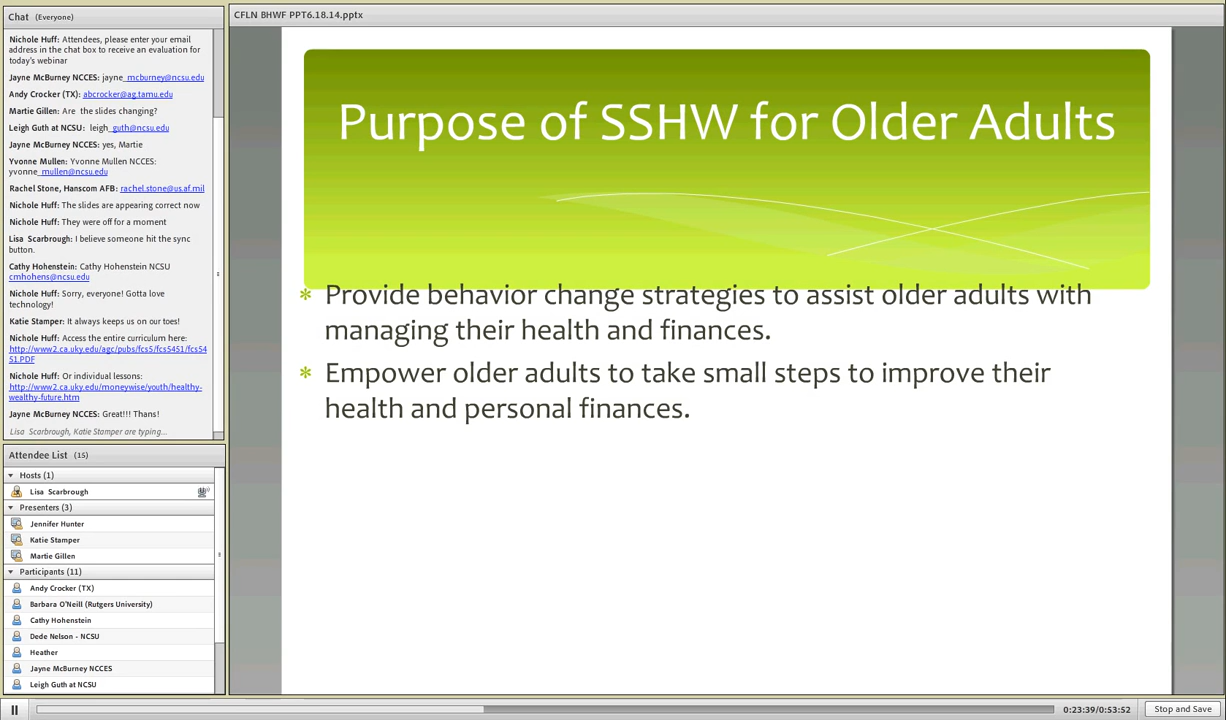 Chat (Everyone)
Nichole Huff: Attendees, please enter your email
address in the chat box to receive an evaluation for
today's webinar
Jayne McBurney NCCES: jayne_mcburney@ncsu.edu
Andy Crocker (TX): abcrocker@ag.tamu.edu
Martie Gillen: Are the slides changing?
Leigh Guth at NCSU: leigh_guth@ncsu.edu
Jayne McBurney NCCES: yes, Martie
Yvonne Mullen: Yvonne Mullen NCCES:
yvonne_mullen@ncsu.edu
Rachel Stone, Hanscom AFB: rachel.stone@us.af.mil
Nichole Huff: The slides are appearing correct now
Nichole Huff: They were off for a moment
Lisa Scarbrough: I believe someone hit the sync
button.
Cathy Hohenstein: Cathy Hohenstein NCSU
cmhohens@ncsu.edu
Nichole Huff: Sorry, everyone! Gotta love
technology!
Katie Stamper: It always keeps us on our toes!
Nichole Huff: Access the entire curriculum here:
http://www2.ca.uky.edu/agc/pubs/fcs5/fcs5451/fcs54
51.PDF
Nichole Huff: Or individual lessons:
http://www2.ca.uky.edu/moneywise/youth/healthy-
wealthy-future.htm
Jayne McBurney NCCES: Great!!! Thans!
Lisa Scarbrough, Katie Stamper are typing...
Attendee List (15)
Hosts (1)
Lisa Scarbrough
Presenters (3)
Jennifer Hunter
Katie Stamper
Martie Gillen
Participants (11)
Andy Crocker (TX)
Barbara O'Neill (Rutgers University)
Cathy Hohenstein
Dede Nelson - NCSU
Heather
Jayne McBurney NCCES
Leigh Guth at NCSU
CFLN BHWF PPT6.18.14.pptx
Purpose of SSHW for Older Adults
* Provide behavior change strategies to assist older adults with
managing their health and finances.
* Empower older adults to take small steps to improve their
health and personal finances.
0:23:39/0:53:52
Stop and Save